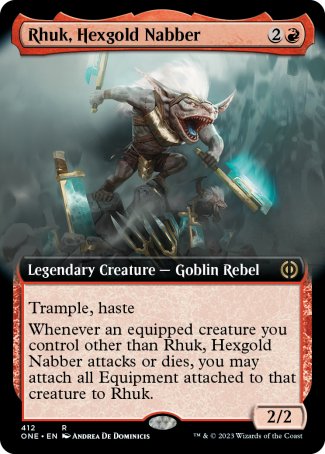 Rhuk, Hexgold Nabber 2
Legendary Creature — Goblin Rebel
Trample, haste
Whenever an equipped creature you
control other than Rhuk, Hexgold
Nabber attacks or dies, you may
attach all Equipment attached to that
creature to Rhuk.
2/2
412 R
ONE • EN Andrea De Dominicis ™ & © 2023 Wizards of the Coast